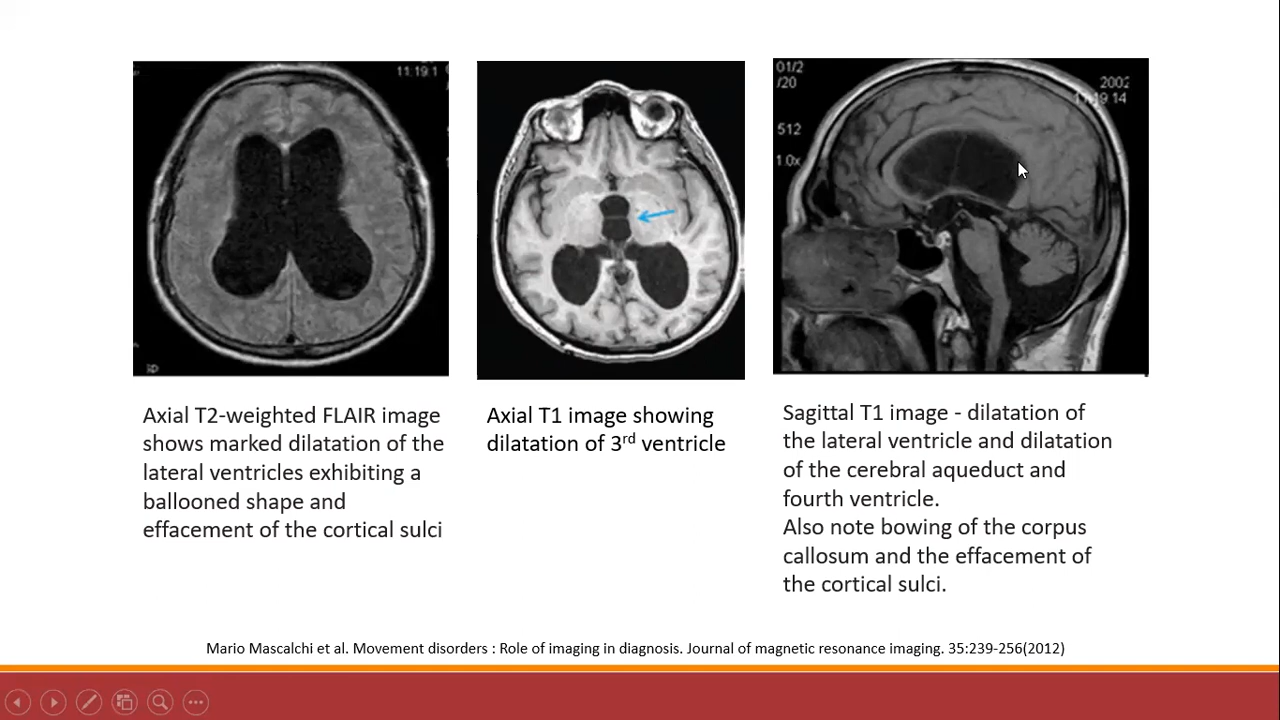 11:19:1
01/2
/20
2002
512
1.0x
Axial T2-weighted FLAIR image
shows marked dilatation of the
lateral ventricles exhibiting a
ballooned shape and
effacement of the cortical sulci
Axial T1 image showing
dilatation of 3rd ventricle
Sagittal T1 image - dilatation of
the lateral ventricle and dilatation
of the cerebral aqueduct and
fourth ventricle.
Also note bowing of the corpus
callosum and the effacement of
the cortical sulci.
Mario Mascalchi et al. Movement disorders : Role of imaging in diagnosis. Journal of magnetic resonance imaging. 35:239-256(2012)